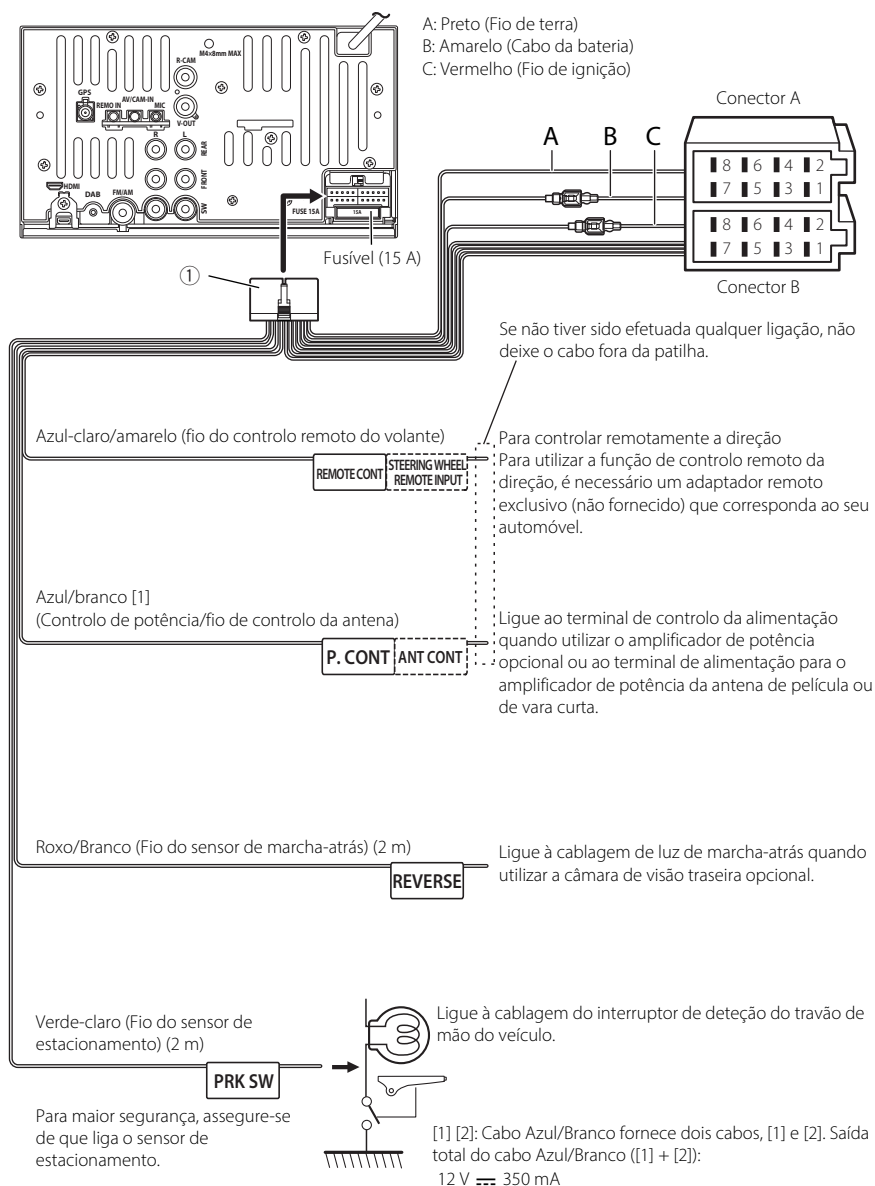 A: Preto (Fio de terra)
B: Amarelo (Cabo da bateria)
C: Vermelho (Fio de ignição)
M4×8mm MAX
R-CAM
GPS
AV/CAM-IN
REMO IN
MIC
V-OUT
R
L
REAR
FRONT
SW
HDMI
DAB
FM/AM
FUSE 15A
15A
Fusível (15 A)
①
A
B
C
Conector A
8 6 4 2
7 5 3 1
8 6 4 2
7 5 3 1
Conector B
Se não tiver sido efetuada qualquer ligação, não
deixe o cabo fora da patilha.
Azul-claro/amarelo (fio do controlo remoto do volante)
REMOTE CONT
STEERING WHEEL
REMOTE INPUT
Para controlar remotamente a direção
Para utilizar a função de controlo remoto da
direção, é necessário um adaptador remoto
exclusivo (não fornecido) que corresponda ao seu
automóvel.
Azul/branco [1]
(Controlo de potência/fio de controlo da antena)
P. CONT
ANT CONT
Ligue ao terminal de controlo da alimentação
quando utilizar o amplificador de potência
opcional ou ao terminal de alimentação para o
amplificador de potência da antena de película ou
de vara curta.
Roxo/Branco (Fio do sensor de marcha-atrás) (2 m)
REVERSE
Ligue à cablagem de luz de marcha-atrás quando
utilizar a câmara de visão traseira opcional.
Verde-claro (Fio do sensor de
estacionamento) (2 m)
PRK SW
Ligue à cablagem do interruptor de deteção do travão de
mão do veículo.
Para maior segurança, assegure-se
de que liga o sensor de
estacionamento.
[1] [2]: Cabo Azul/Branco fornece dois cabos, [1] e [2]. Saída
total do cabo Azul/Branco ([1] + [2]):
12 V ⎓ 350 mA